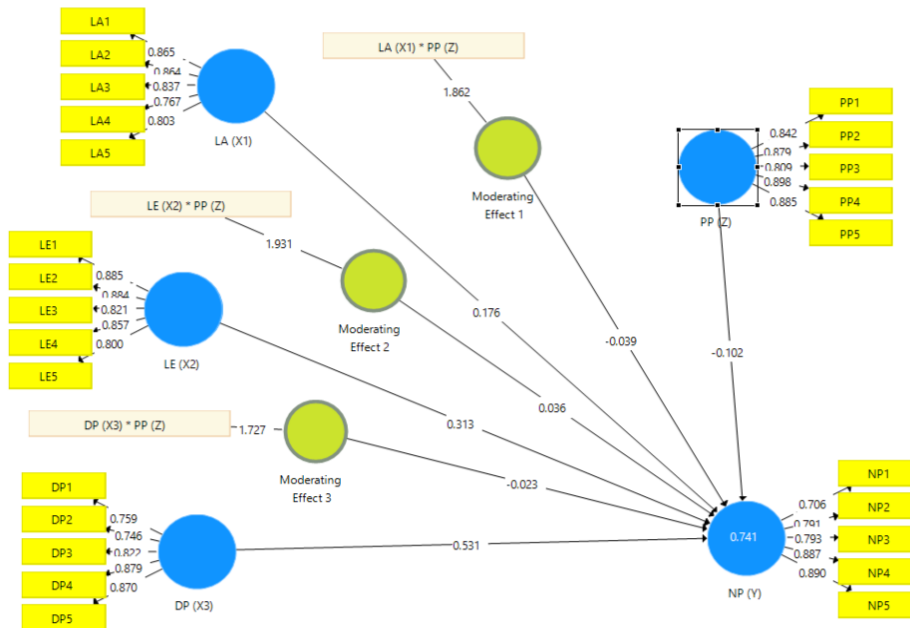 LA1
LA2
LA3
LA4
LA5
0.865
0.864
0.837
0.767
0.803
LA (X1)
LA (X1) * PP (Z)
1.862
Moderating
Effect 1
PP1
PP2
PP3
PP4
PP5
0.842
0.879
0.809
0.898
0.885
PP (Z)
LE (X2) * PP (Z)
1.931
Moderating
Effect 2
LE1
LE2
LE3
LE4
LE5
0.885
0.884
0.821
0.857
0.800
LE (X2)
0.176
-0.039
-0.102
0.036
0.313
DP (X3) * PP (Z)
1.727
Moderating
Effect 3
-0.023
DP1
DP2
DP3
DP4
DP5
0.759
0.746
0.822
0.879
0.870
DP (X3)
0.531
0.741
NP (Y)
NP1
NP2
NP3
NP4
NP5
0.706
0.791
0.793
0.887
0.890